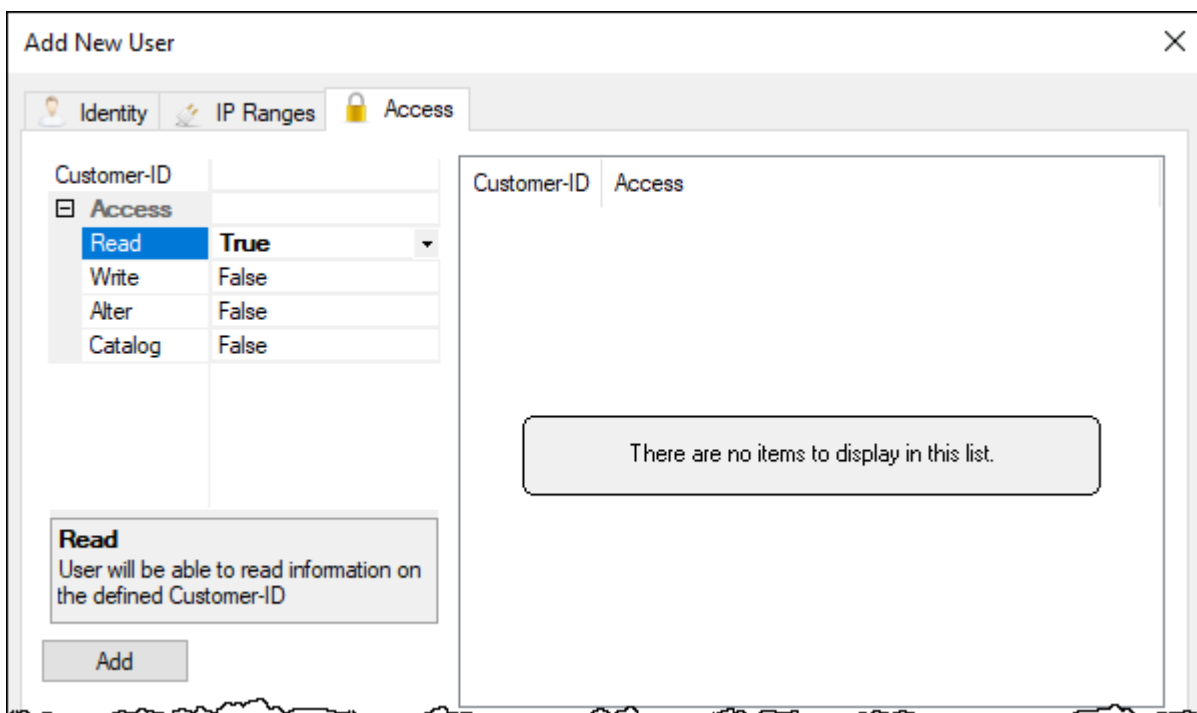 Add New User
Identity IP Ranges Access
Customer-ID
Access
Read True
Write False
Alter False
Catalog False
Read
User will be able to read information on
the defined Customer-ID
Add
Customer-ID Access
There are no items to display in this list.